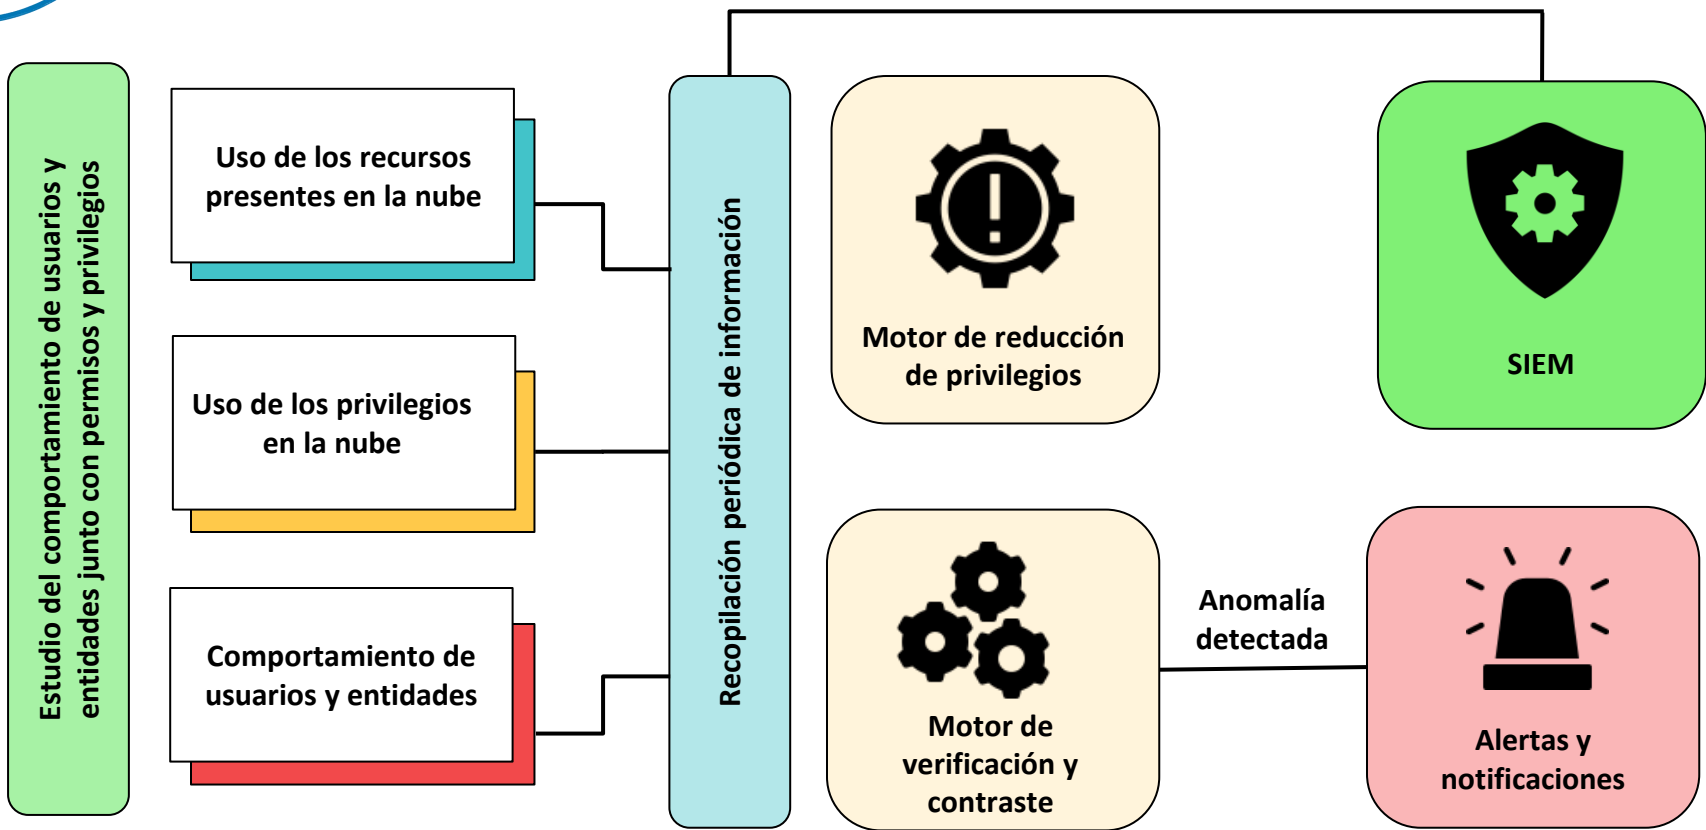 Estudio del comportamiento de usuarios y
entidades junto con permisos y privilegios
Uso de los recursos
presentes en la nube
Uso de los privilegios
en la nube
Comportamiento de
usuarios y entidades
Recopilación periódica de información
Motor de reducción
de privilegios
SIEM
Motor de
verificación y
contraste
Anomalía
detectada
Alertas y
notificaciones